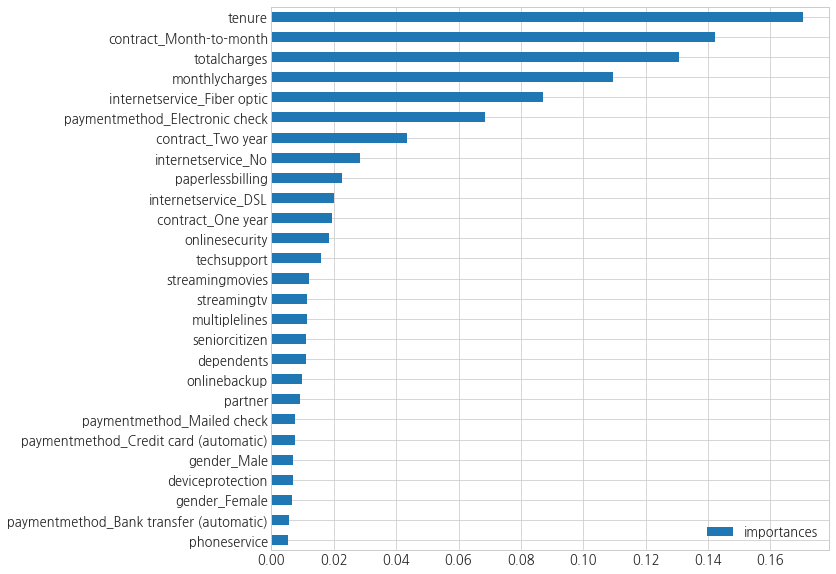 tenure
contract_Month-to-month
totalcharges
monthlycharges
internetservice_Fiber optic
paymentmethod_Electronic check
contract_Two year
internetservice_No
paperlessbilling
internetservice_DSL
contract_One year
onlinesecurity
techsupport
streamingmovies
streamingtv
multiplelines
seniorcitizen
dependents
onlinebackup
partner
paymentmethod_Mailed check
paymentmethod_Credit card (automatic)
gender_Male
deviceprotection
gender_Female
paymentmethod_Bank transfer (automatic)
phoneservice
importances
0.00 0.02 0.04 0.06 0.08 0.10 0.12 0.14 0.16